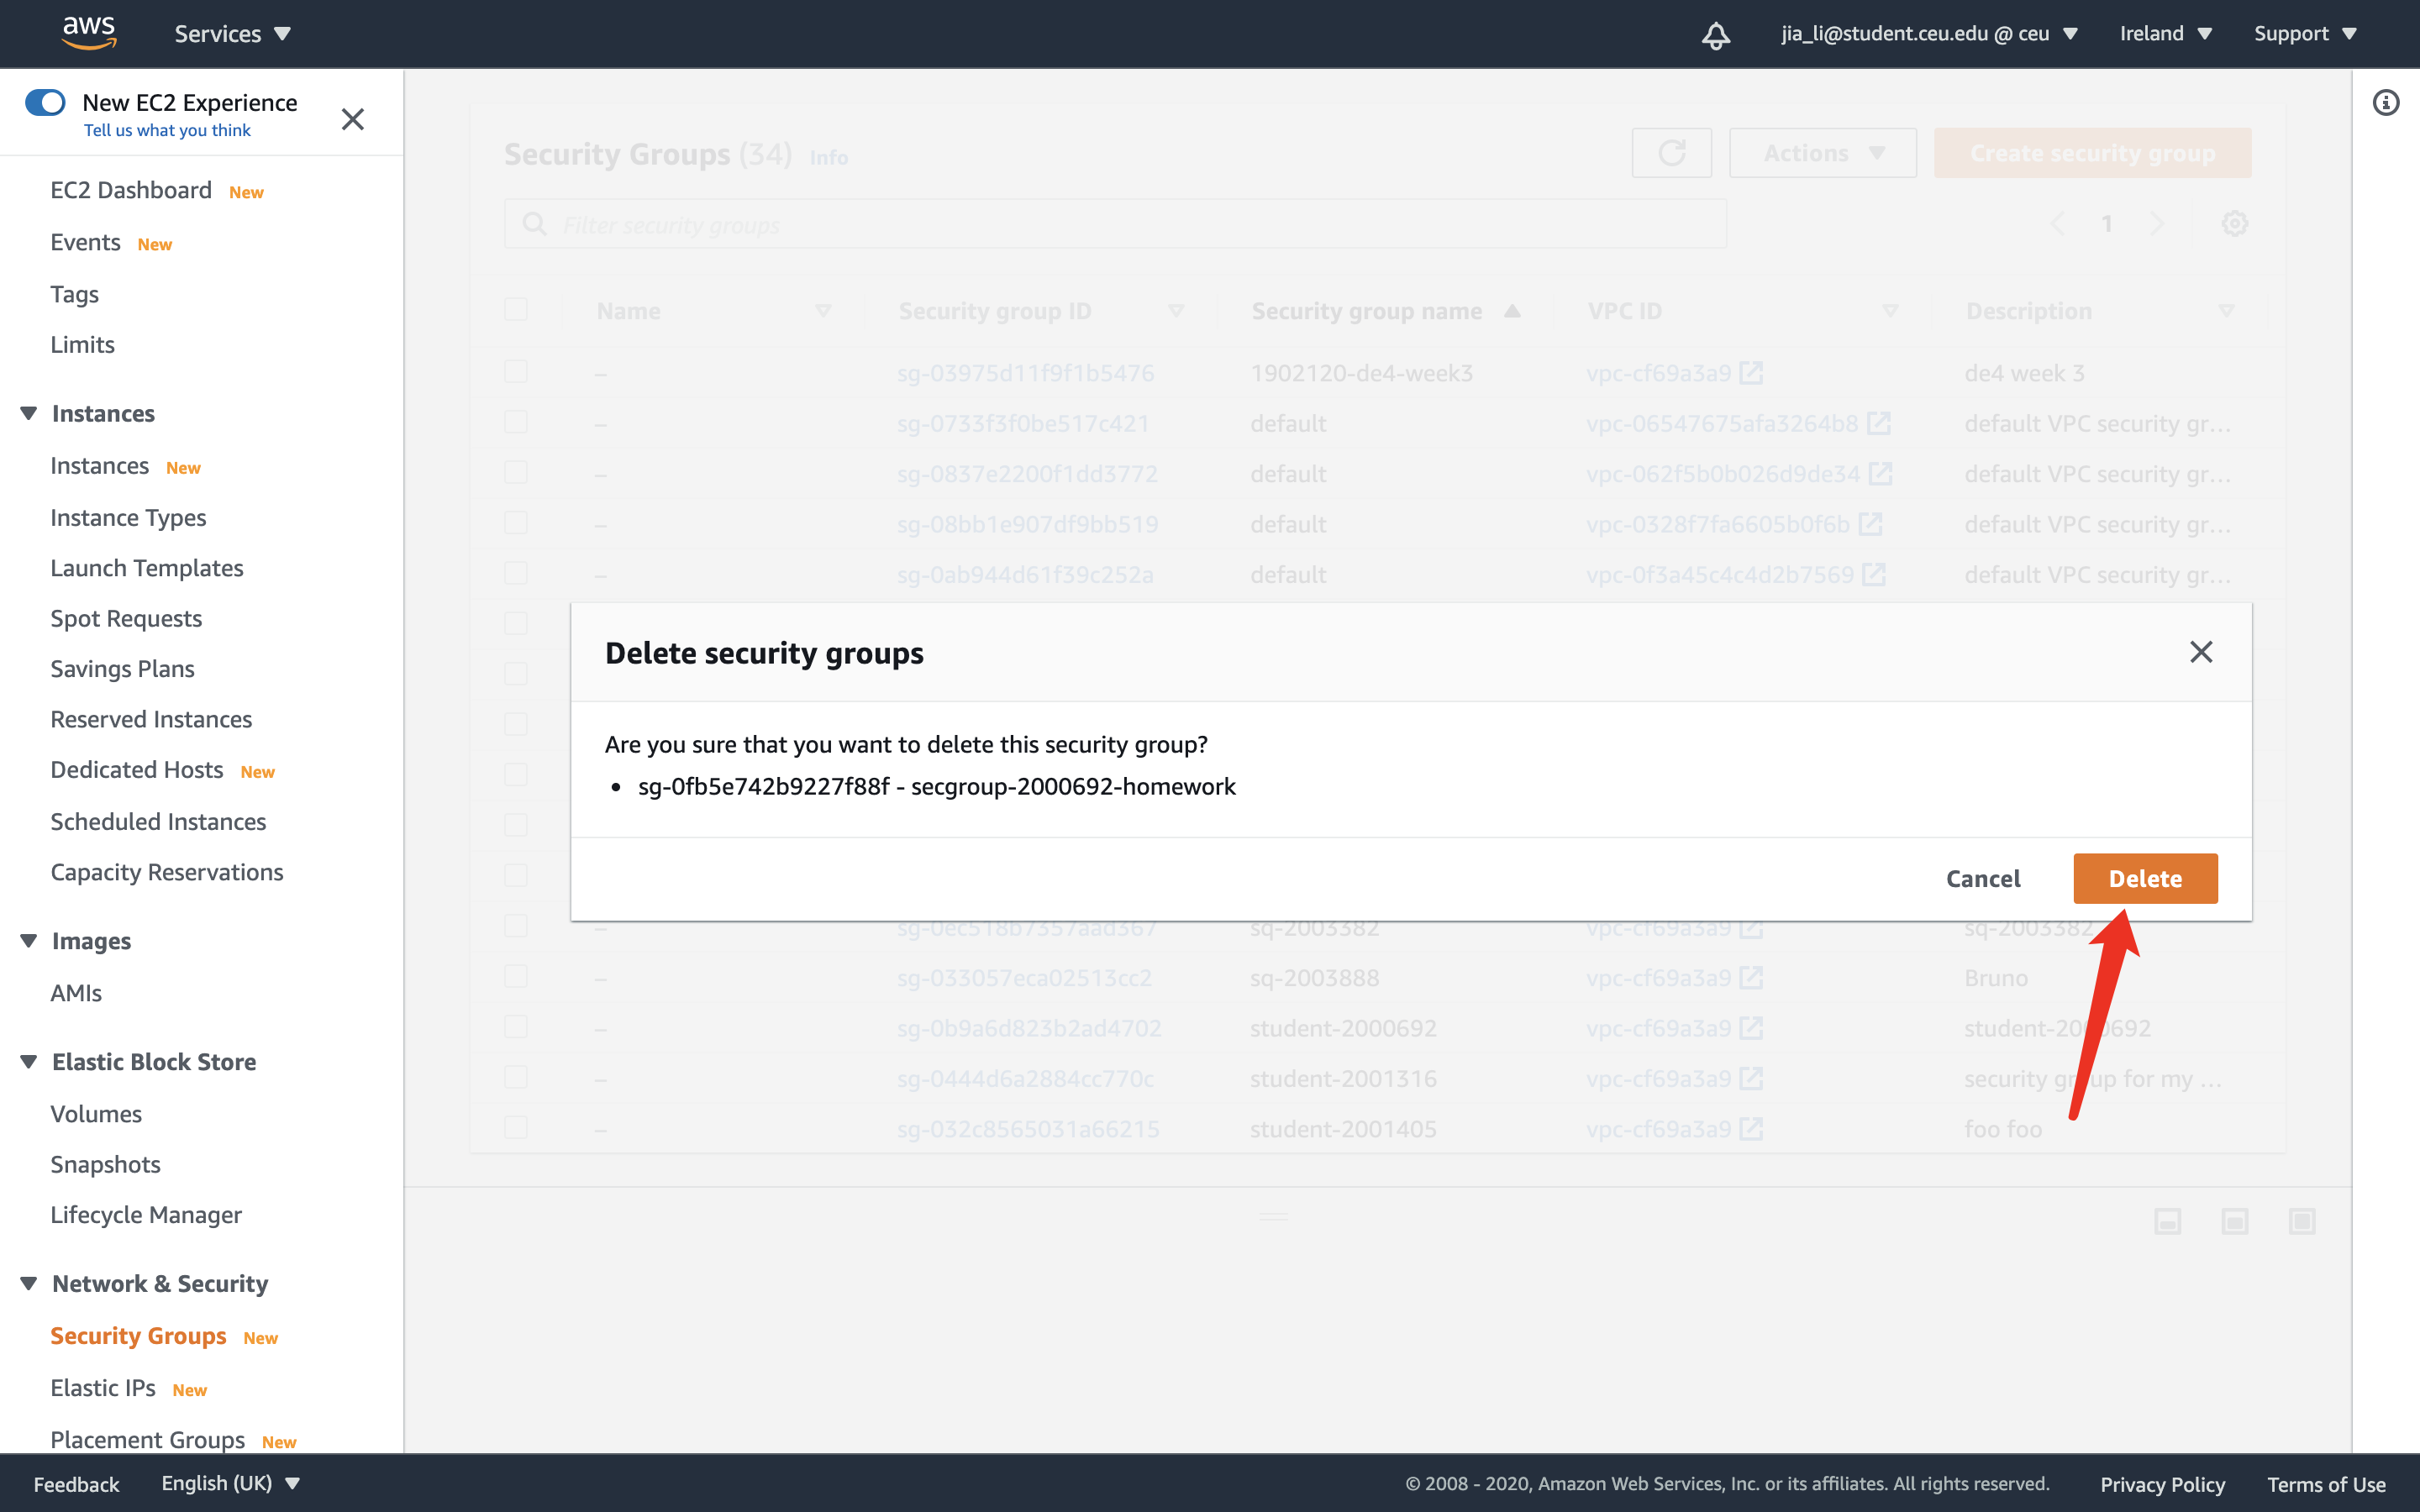 aws
Services
jia_li@student.ceu.edu @ ceu
Ireland
Support
New EC2 Experience
Tell us what you think
EC2 Dashboard New
Events New
Tags
Limits
Instances
Instances New
Instance Types
Launch Templates
Spot Requests
Savings Plans
Reserved Instances
Dedicated Hosts New
Scheduled Instances
Capacity Reservations
Images
AMIs
Elastic Block Store
Volumes
Snapshots
Lifecycle Manager
Network & Security
Security Groups New
Elastic IPs New
Placement Groups New
Security Groups (34) Info
Actions
Create security group
Filter security groups
1
Name Security group ID Security group name VPC ID Description
– sg-03975d11f9f1b5476 1902120-de4-week3 vpc-cf69a3a9 de4 week 3
– sg-0733f3f0be517c421 default vpc-06547675afa3264b8 default VPC security gr...
– sg-0837e2200f1dd3772 default vpc-062f5b0b026d9de34 default VPC security gr...
– sg-08bb1e907df9bb519 default vpc-0328f7fa6605b0f6b default VPC security gr...
– sg-0ab944d61f39c252a default vpc-0f3a45c4c4d2b7569 default VPC security gr...
Delete security groups
Are you sure that you want to delete this security group?
• sg-0fb5e742b9227f88f - secgroup-2000692-homework
Cancel
Delete
– sg-0ec518b7357aad367 sq-2003382 vpc-cf69a3a9 sq-2003382
– sg-033057eca02513cc2 sq-2003888 vpc-cf69a3a9 Bruno
– sg-0b9a6d823b2ad4702 student-2000692 vpc-cf69a3a9 student-2000692
– sg-0444d6a2884cc770c student-2001316 vpc-cf69a3a9 security group for my ...
– sg-032c8565031a66215 student-2001405 vpc-cf69a3a9 foo foo
Feedback
English (UK)
© 2008 - 2020, Amazon Web Services, Inc. or its affiliates. All rights reserved.
Privacy Policy
Terms of Use